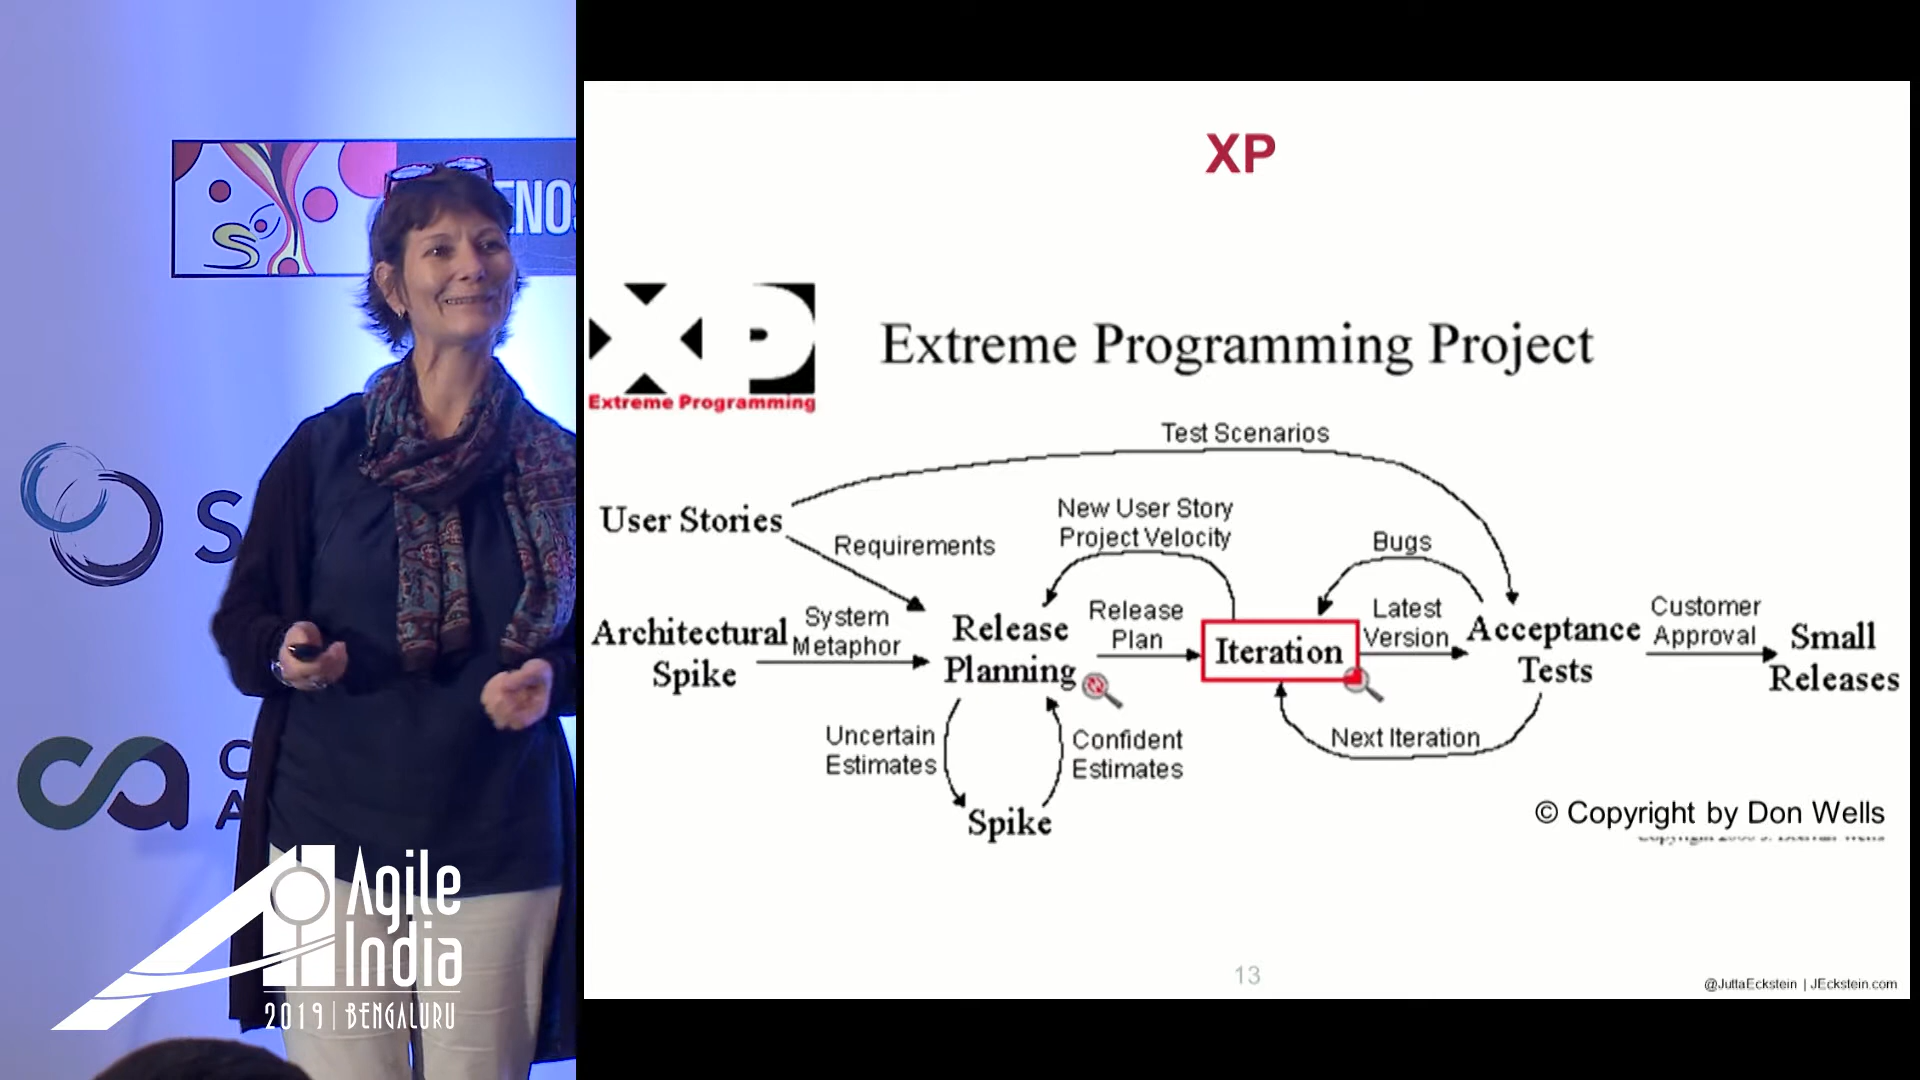 ENOS
S
C
A
Agile
India
2019 | BENGALURU
XP
XP
Extreme Programming
Extreme Programming Project
Test Scenarios
User Stories
Requirements
New User Story
Project Velocity
Bugs
Architectural
Spike
System
Metaphor
Release
Planning
Release
Plan
Iteration
Latest
Version
Acceptance
Tests
Customer
Approval
Small
Releases
Uncertain
Estimates
Confident
Estimates
Next Iteration
Spike
© Copyright by Don Wells
13
@JuttaEckstein | JEckstein.com